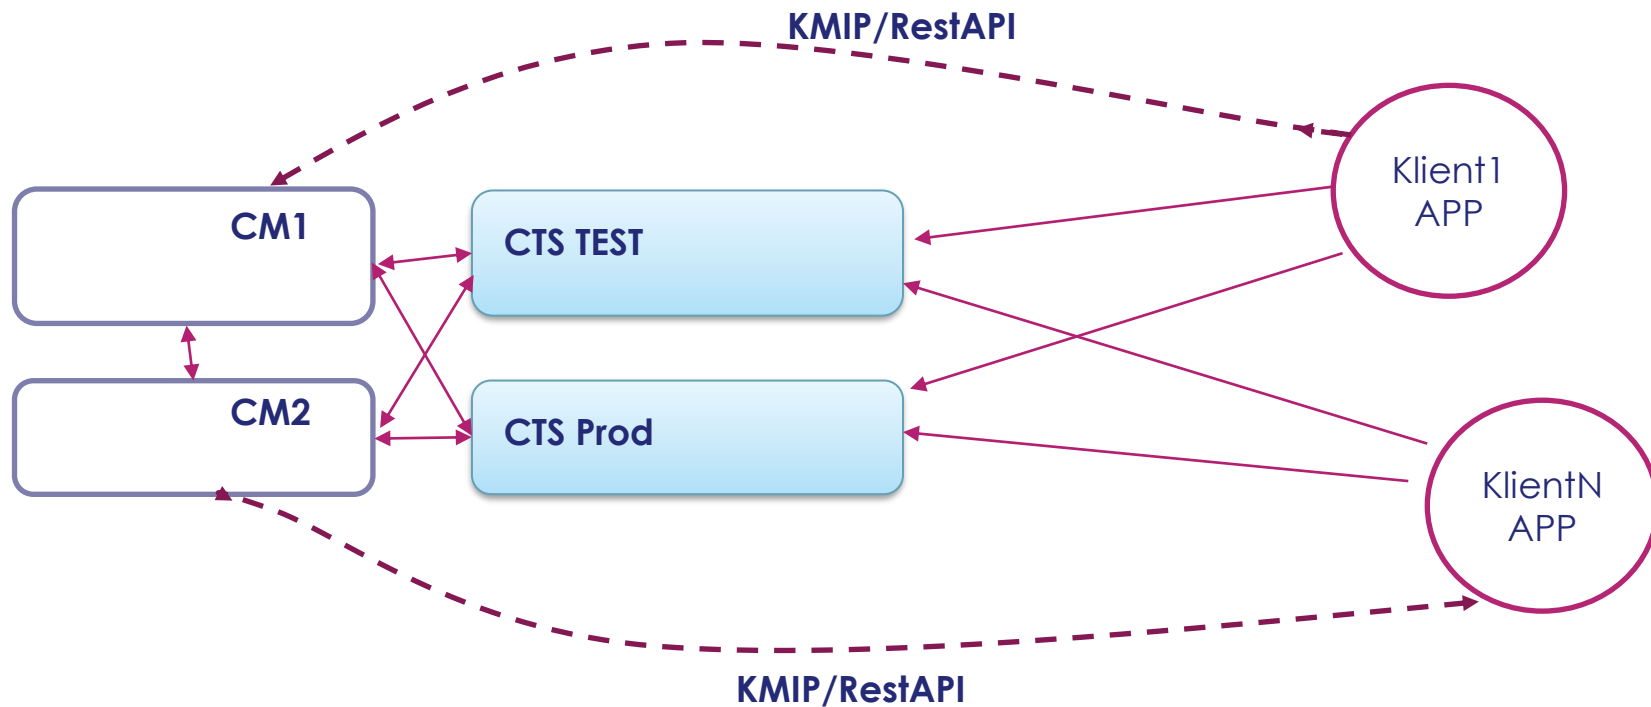 KMIP/RestAPI
Klient1
APP
CM1
CTS TEST
CM2
CTS Prod
KlientN
APP
KMIP/RestAPI